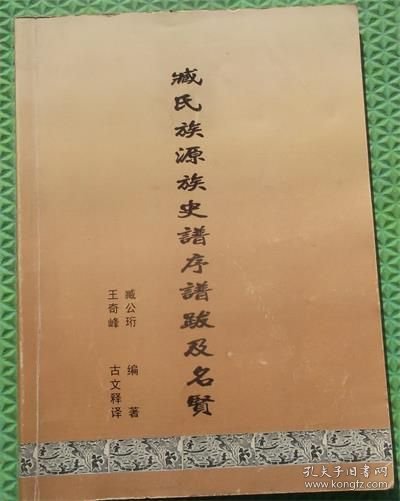 臧氏族源族史譜序譜跋及名賢
臧公珩 编著
王奇峰 古文释译
孔夫子旧书网
kongfz.com